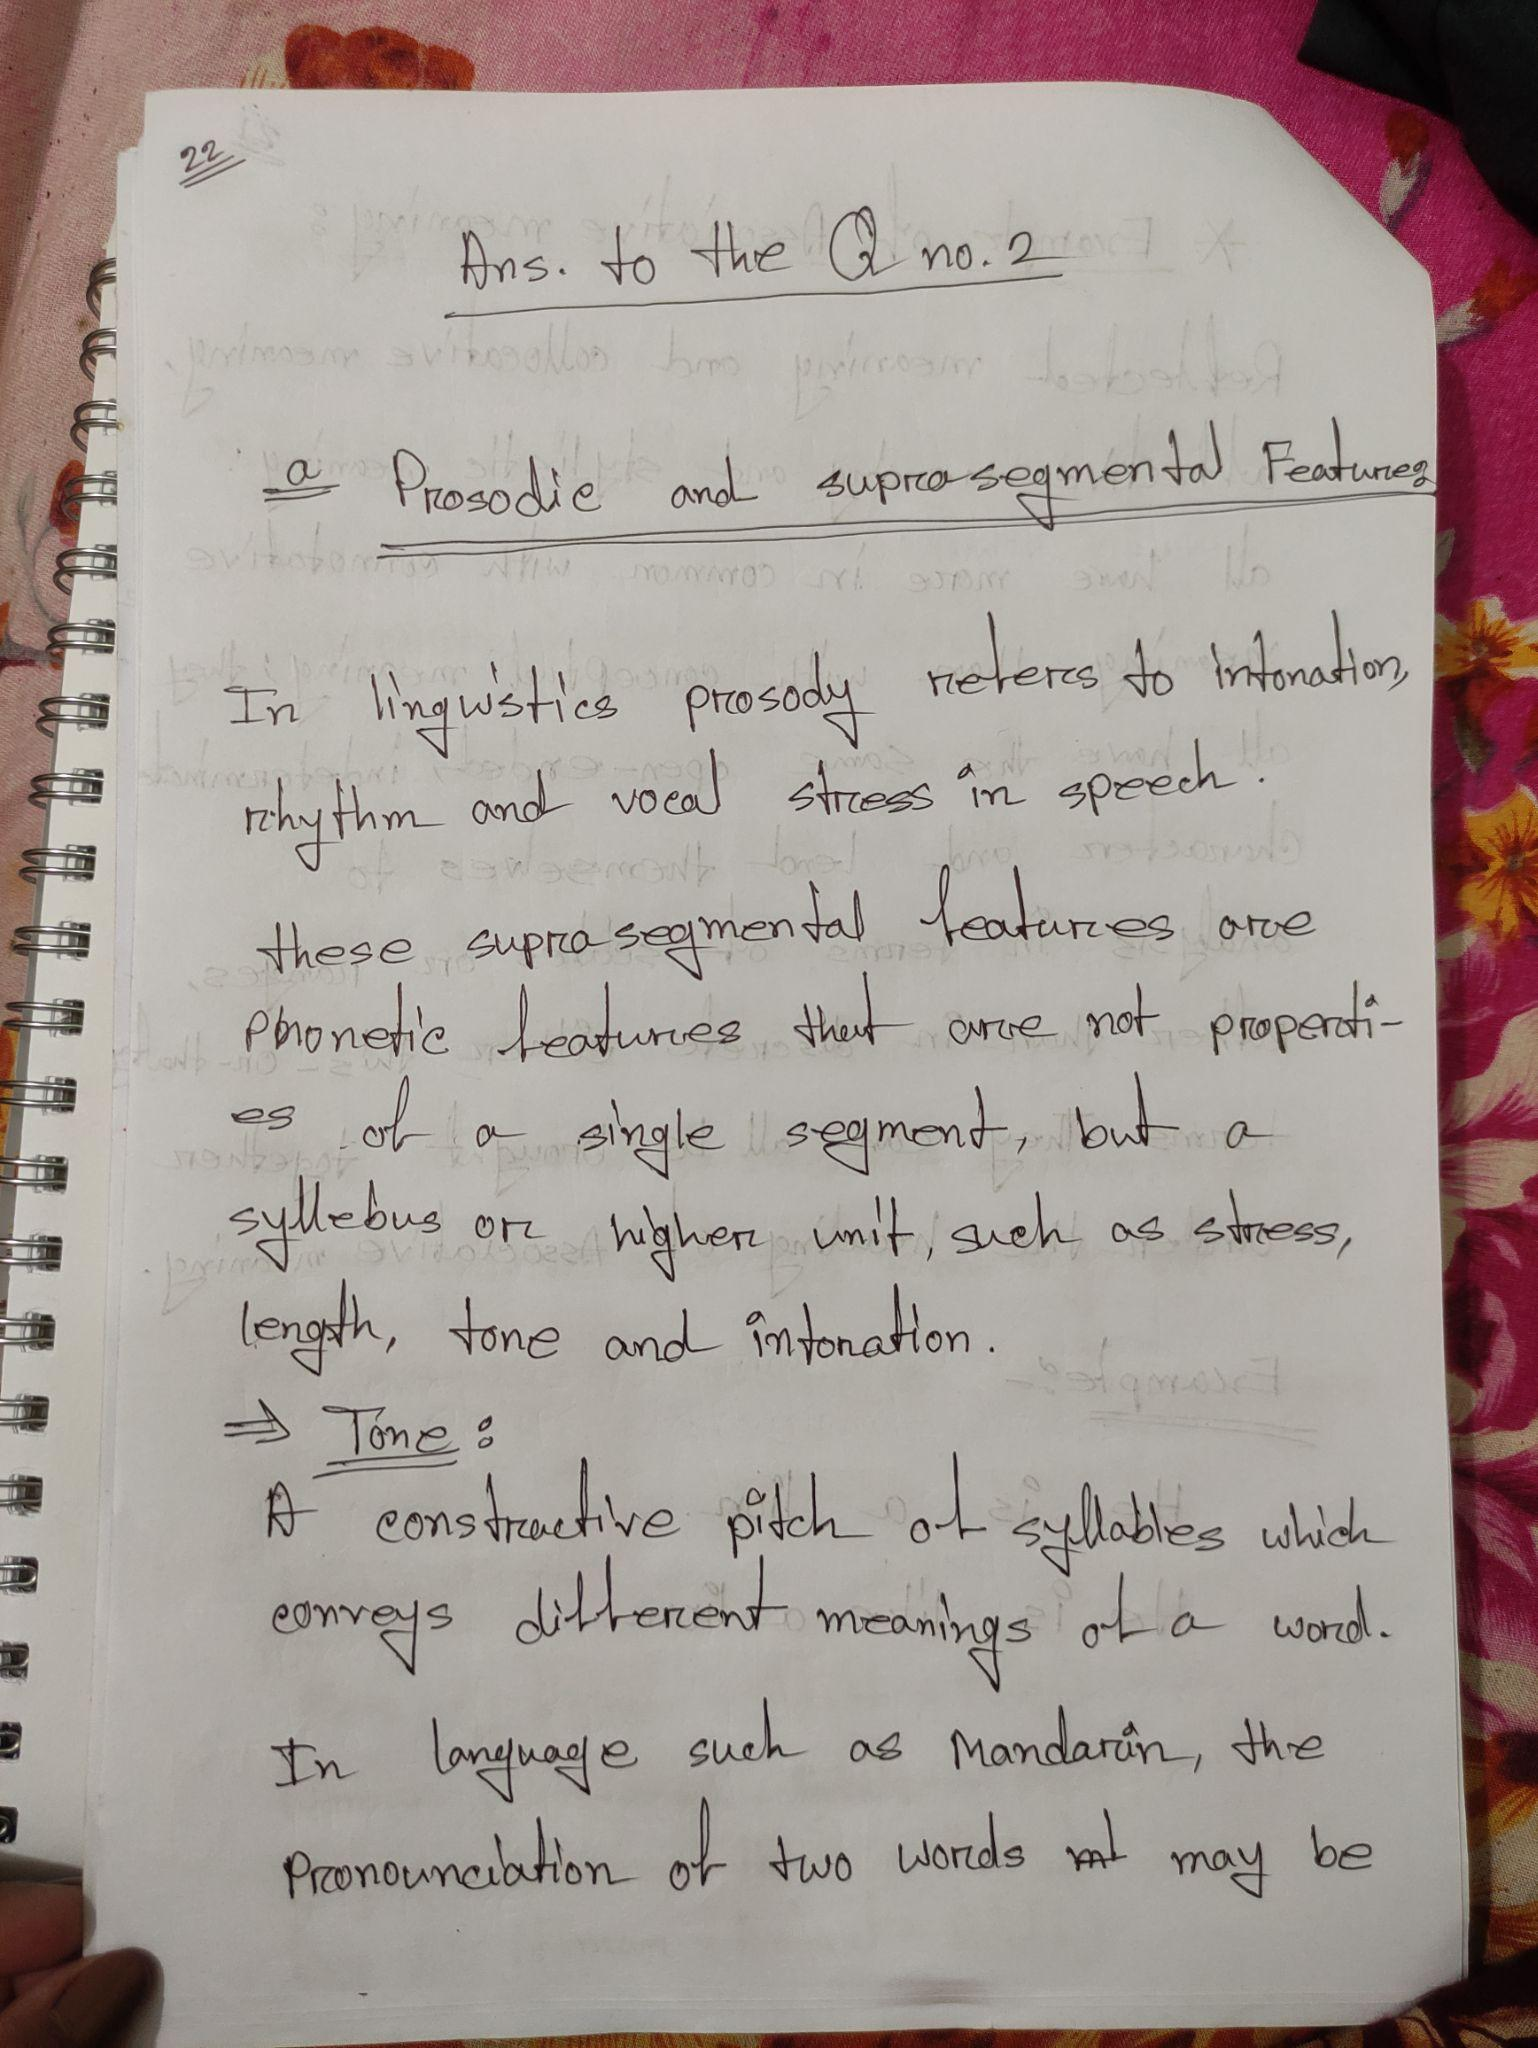 22
Ans. to the Q no. 2
a Prosodic and suprasegmental Features
In linguistics prosody refers to intonation,
rhythm and vocal stress in speech.
these suprasegmental features are
phonetic features that are not properti-
es of a single segment, but a
syllebus or higher unit, such as stress,
length, tone and intonation.
⇒ Tone:
A constractive pitch of syllables which
conveys different meanings of a word.
In language such as Mandarin, the
pronounciation of two words may be